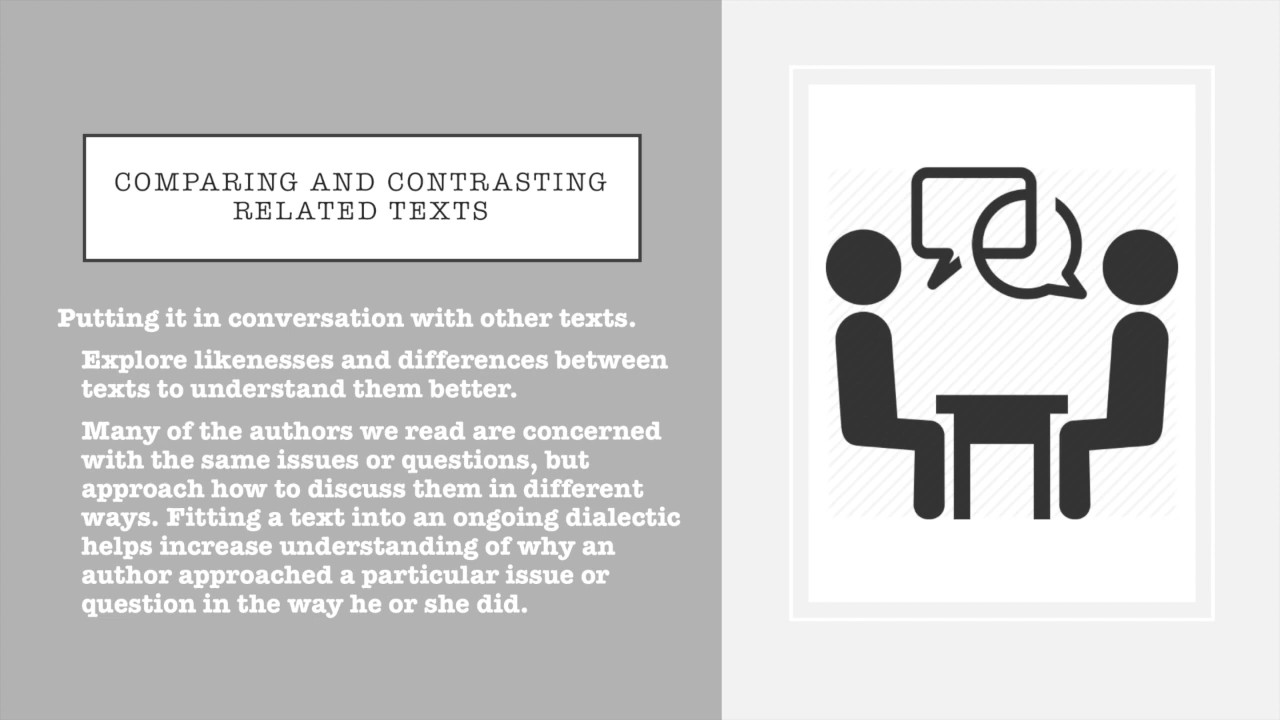 COMPARING AND CONTRASTING
RELATED TEXTS
Putting it in conversation with other texts.
Explore likenesses and differences between
texts to understand them better.
Many of the authors we read are concerned
with the same issues or questions, but
approach how to discuss them in different
ways. Fitting a text into an ongoing dialectic
helps increase understanding of why an
author approached a particular issue or
question in the way he or she did.